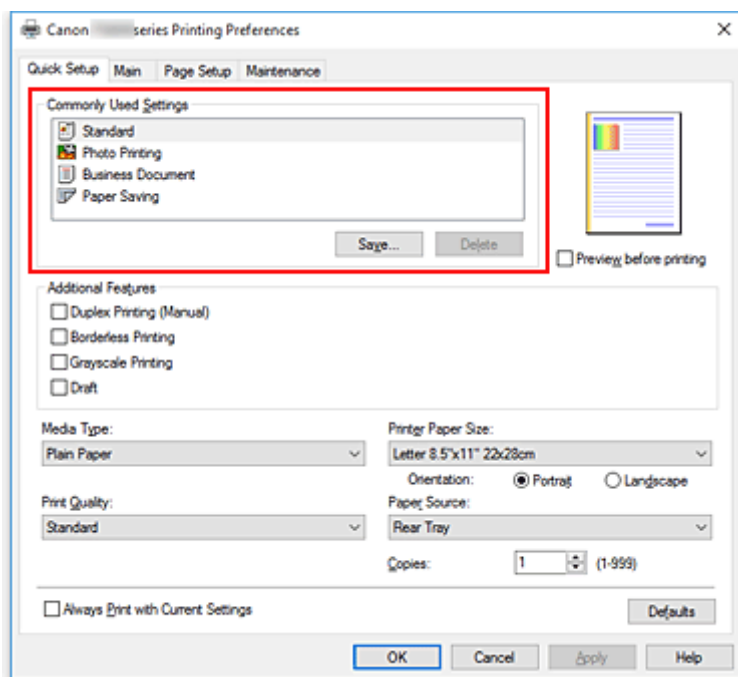 Canon series Printing Preferences
Quick Setup Main Page Setup Maintenance
Commonly Used Settings
Standard
Photo Printing
Business Document
Paper Saving
Save... Delete
Preview before printing
Additional Features
Duplex Printing (Manual)
Borderless Printing
Grayscale Printing
Draft
Media Type: Printer Paper Size:
Plain Paper Letter 8.5"x11" 22x28cm
Orientation: Portrait Landscape
Print Quality: Paper Source:
Standard Rear Tray
Copies: 1 (1-999)
Always Print with Current Settings Defaults
OK Cancel Apply Help